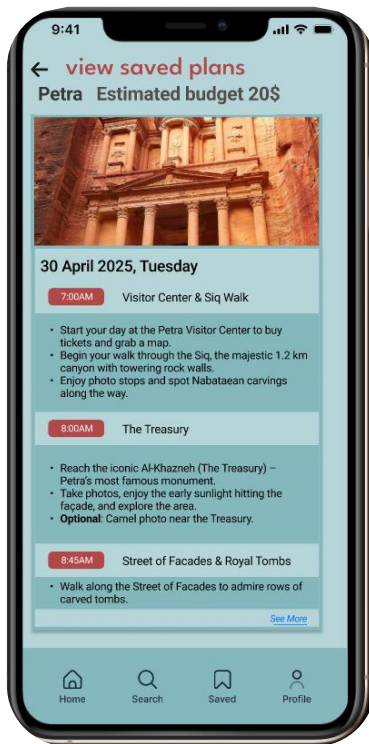 9:41
view saved plans
Petra Estimated budget 20$
30 April 2025, Tuesday
7:00AM Visitor Center & Siq Walk
• Start your day at the Petra Visitor Center to buy
tickets and grab a map.
• Begin your walk through the Siq, the majestic 1.2 km
canyon with towering rock walls.
• Enjoy photo stops and spot Nabataean carvings
along the way.
8:00AM The Treasury
• Reach the iconic Al-Khazneh (The Treasury) –
Petra's most famous monument.
• Take photos, enjoy the early sunlight hitting the
façade, and explore the area.
• Optional: Camel photo near the Treasury.
8:45AM Street of Facades & Royal Tombs
• Walk along the Street of Facades to admire rows of
carved tombs.
See More
Home Search Saved Profile